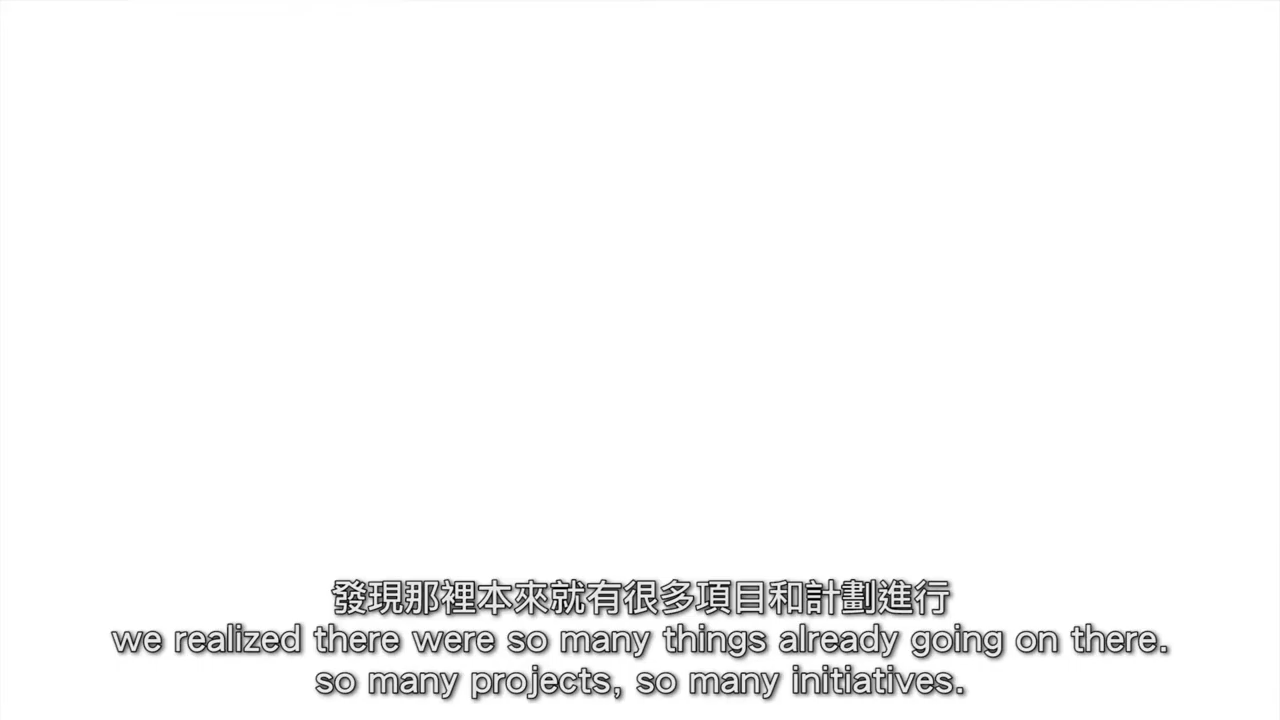 發現那裡本來就有很多項目和計劃進行
we realized there were so many things already going on there.
so many projects, so many initiatives.